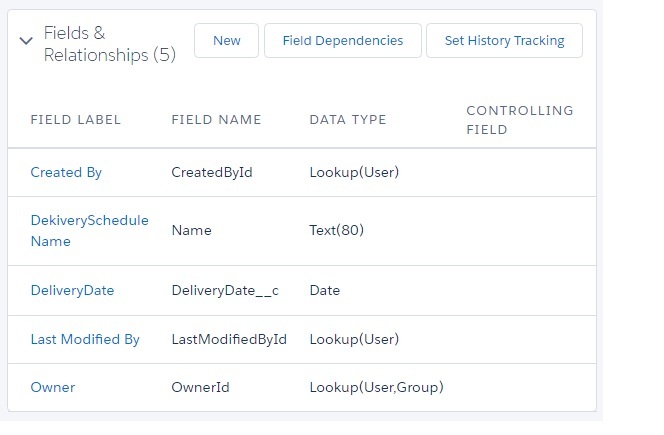 Fields &
Relationships (5)
New
Field Dependencies
Set History Tracking
FIELD LABEL
FIELD NAME
DATA TYPE
CONTROLLING
FIELD
Created By
CreatedById
Lookup(User)
DekiverySchedule
Name
Name
Text(80)
DeliveryDate
DeliveryDate__c
Date
Last Modified By
LastModifiedById
Lookup(User)
Owner
OwnerId
Lookup(User,Group)